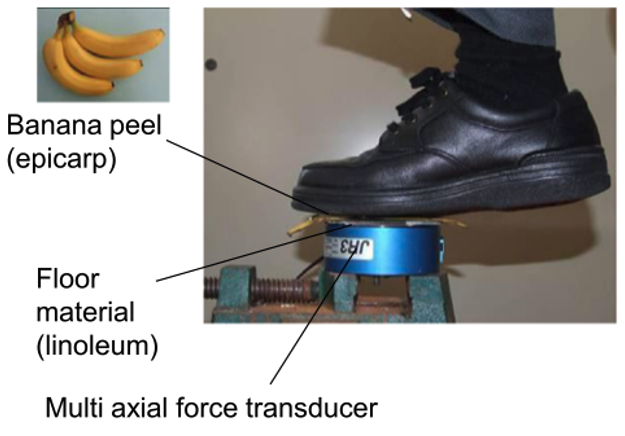 Banana peel
(epicarp)
JR3
Floor
material
(linoleum)
Multi axial force transducer